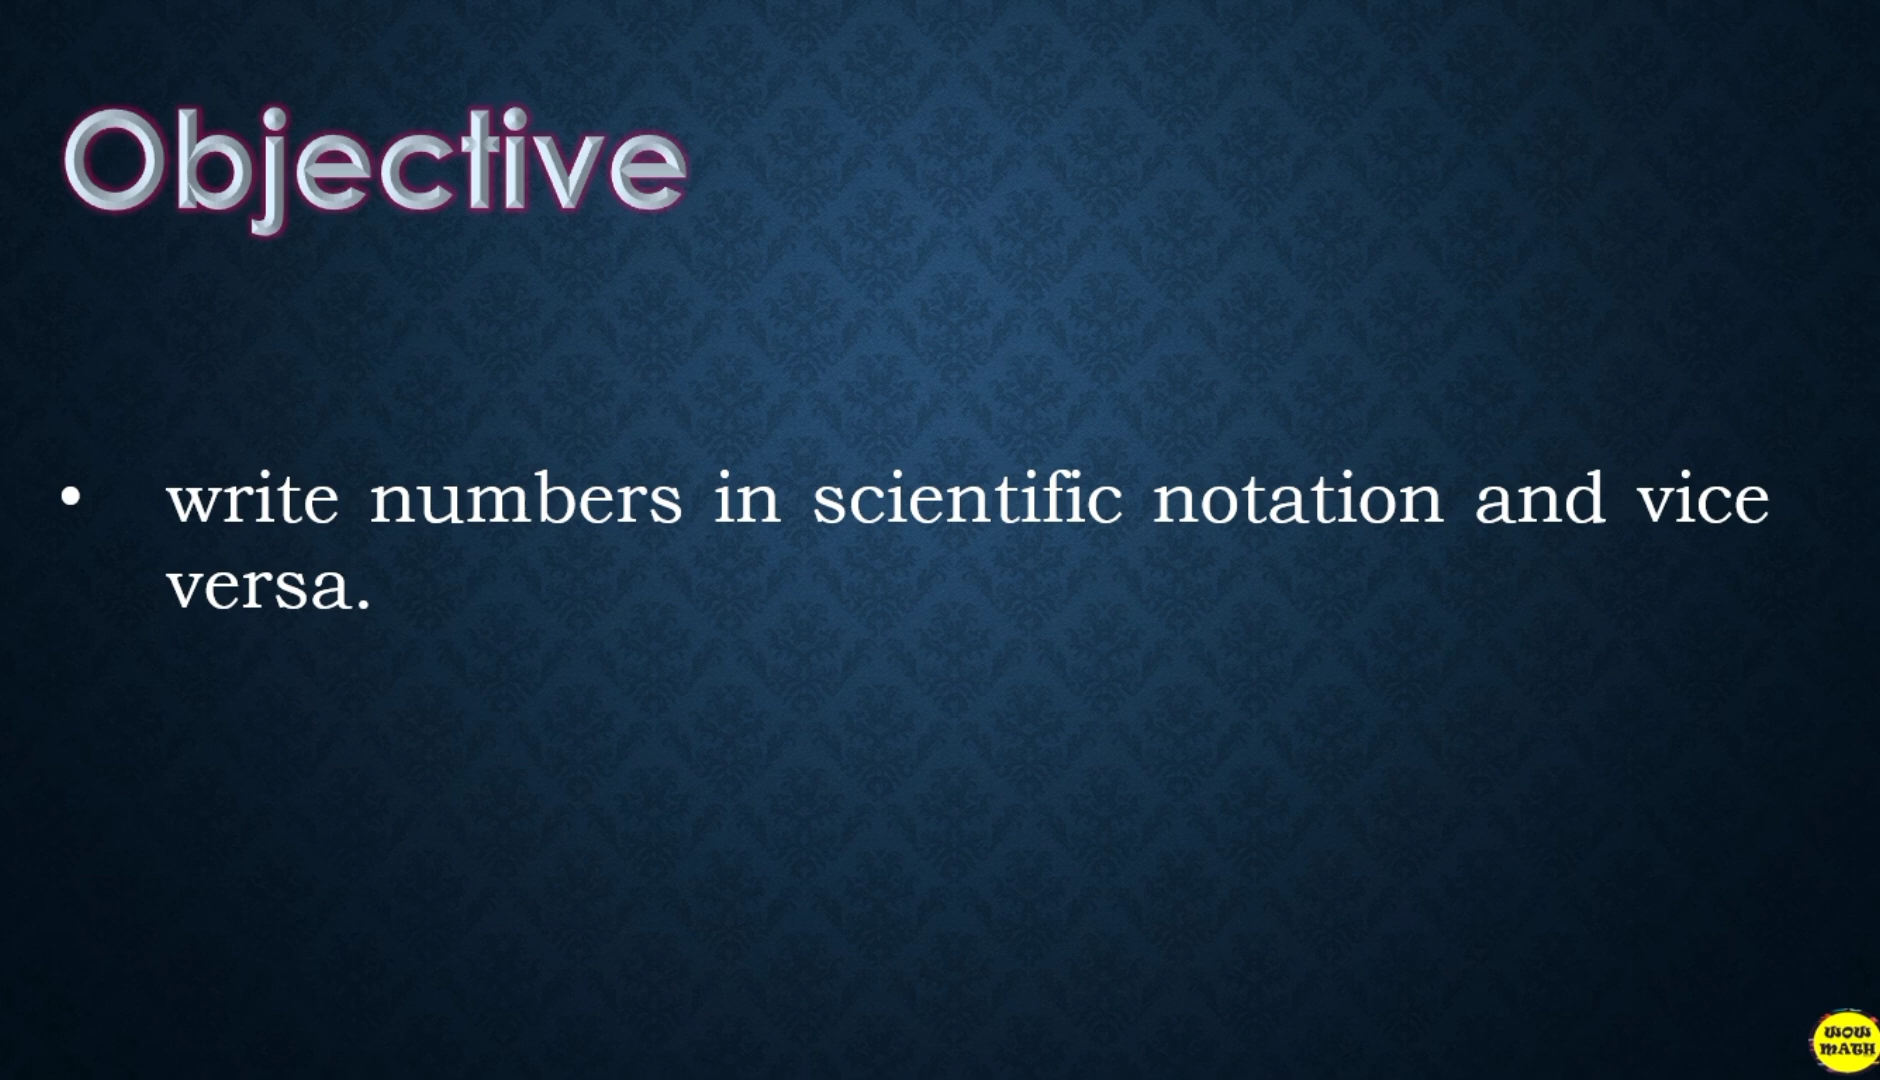 Objective
• write numbers in scientific notation and vice
versa.
WOW
MATH